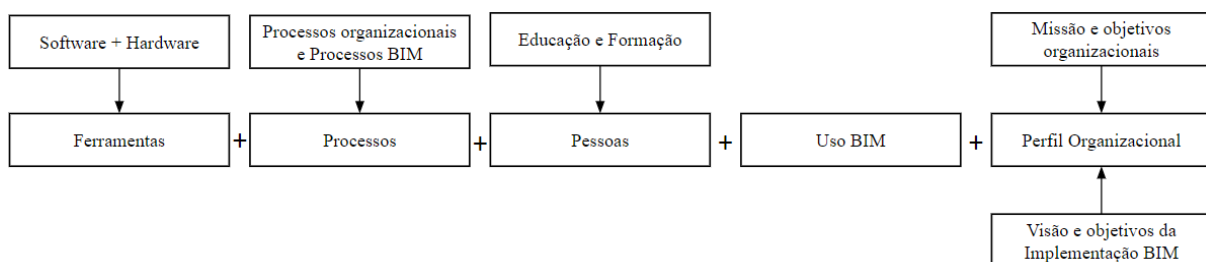 Software + Hardware
Processos organizacionais
e Processos BIM
Educação e Formação
Missão e objetivos
organizacionais
Ferramentas + Processos + Pessoas + Uso BIM + Perfil Organizacional
Visão e objetivos da
Implementação BIM